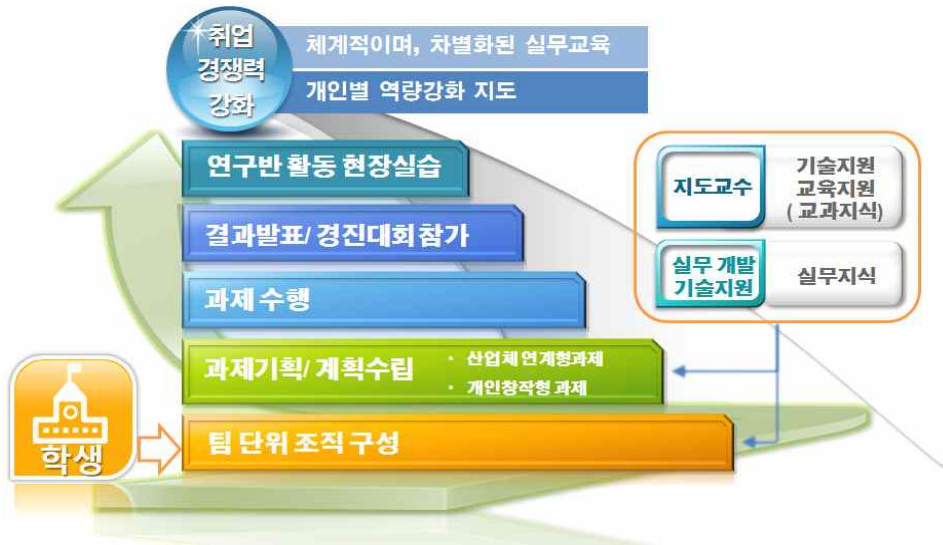 취업
경쟁력
강화
체계적이며, 차별화된 실무교육
개인별 역량강화 지도
연구반 활동 현장실습
결과발표/ 경진대회 참가
과제 수행
과제기획/ 계획수립
· 산업체 연계형과제
· 개인창작형 과제
팀 단위 조직 구성
학생
지도교수
기술지원
교육지원
( 교과지식)
실무 개발
기술지원
실무지식